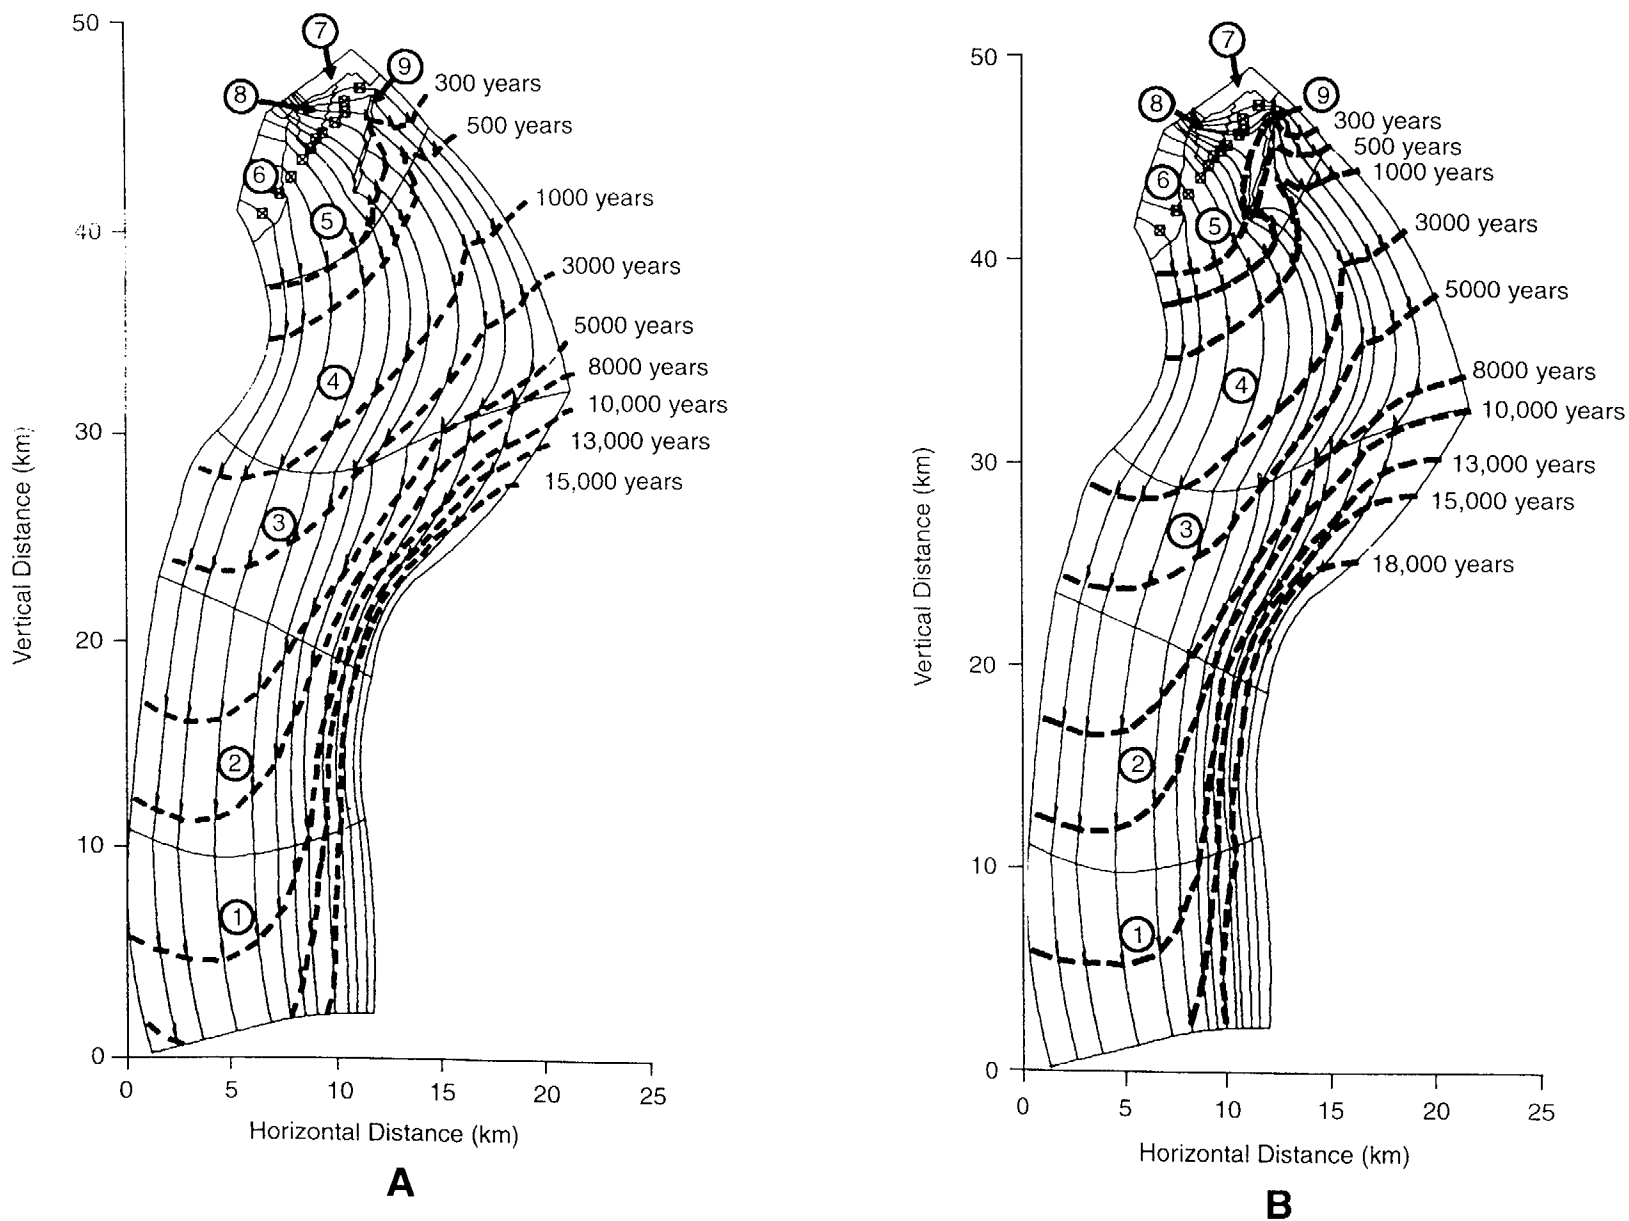 50
40
30
20
10
0
0 5 10 15 20 25
Vertical Distance (km)
Horizontal Distance (km)
7
9
8
6
5
4
3
2
1
300 years
500 years
1000 years
3000 years
5000 years
8000 years
10,000 years
13,000 years
15,000 years
A
50
40
30
20
10
0
0 5 10 15 20 25
Vertical Distance (km)
Horizontal Distance (km)
7
9
8
6
5
4
3
2
1
300 years
500 years
1000 years
3000 years
5000 years
8000 years
10,000 years
13,000 years
15,000 years
18,000 years
B